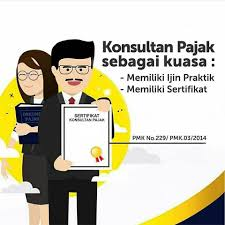 Konsultan Pajak
sebagai kuasa :
- Memiliki Ijin Praktik
- Memiliki Sertifikat
SERTIFIKAT
KONSULTAN PAJAK
PMK No.229/ PMK.03/2014